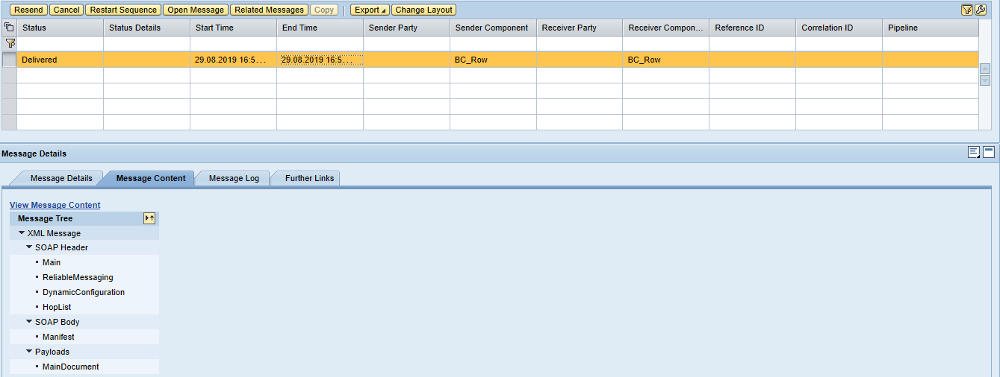 Resend Cancel Restart Sequence Open Message Related Messages Copy Export Change Layout
Status Status Details Start Time End Time Sender Party Sender Component Receiver Party Receiver Compon... Reference ID Correlation ID Pipeline
Delivered 29.08.2019 16:5... 29.08.2019 16:5... BC_Row BC_Row
Message Details
Message Details Message Content Message Log Further Links
View Message Content
Message Tree
XML Message
SOAP Header
Main
ReliableMessaging
DynamicConfiguration
HopList
SOAP Body
Manifest
Payloads
MainDocument